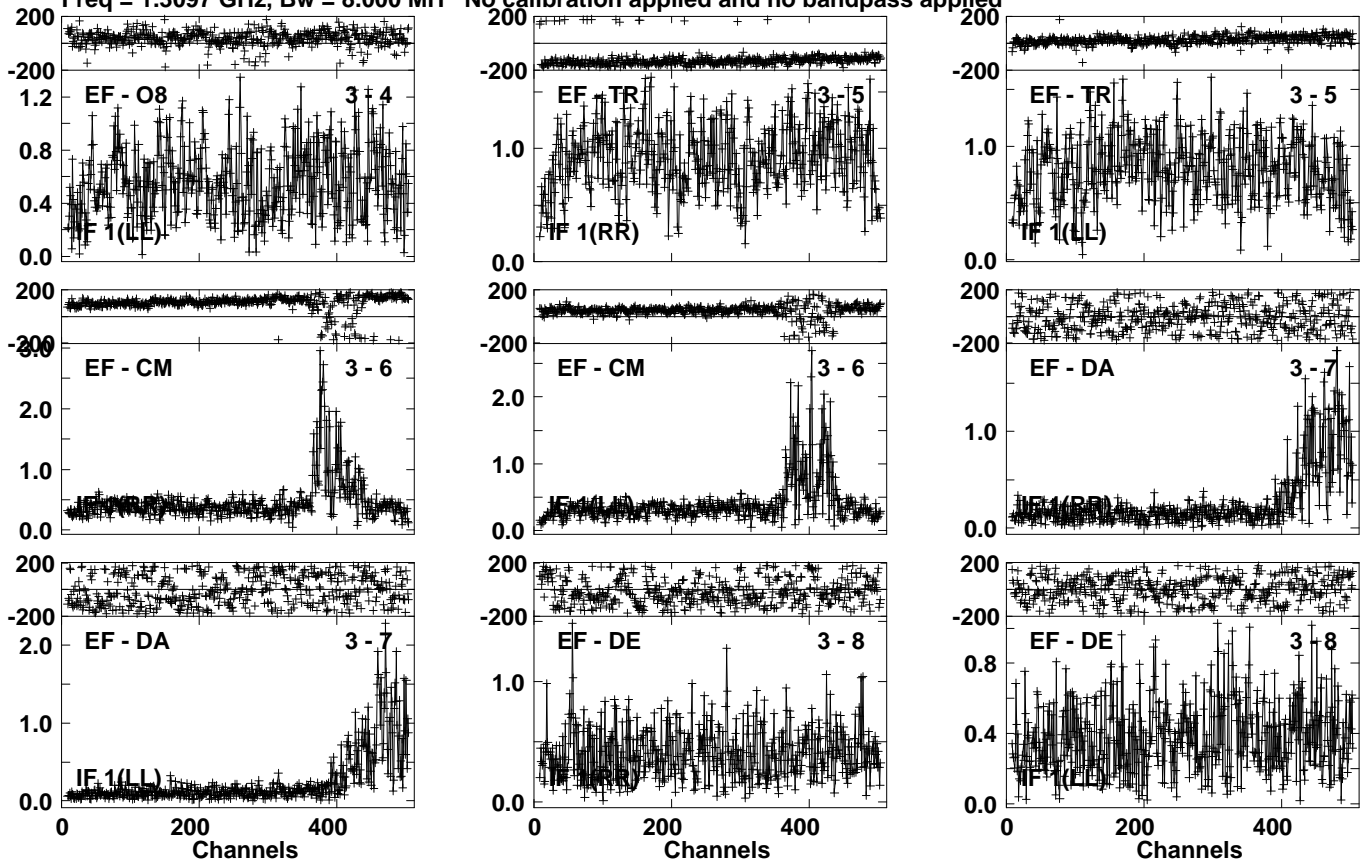 Freq = 1.3097 GHz, Bw = 8.000 MH No calibration applied and no bandpass applied
200
-200
EF - O8 3 - 4
1.2
0.8
0.4
IF 1(LL)
0.0
200
-200
EF - TR 3 - 5
1.0
IF 1(RR)
0.0
200
-200
EF - TR 3 - 5
1.0
IF 1(LL)
0.0
200
-200
3.0
EF - CM 3 - 6
2.0
1.0
IF 1(RR)
0.0
200
-200
EF - CM 3 - 6
2.0
1.0
IF 1(LL)
0.0
200
-200
EF - DA 3 - 7
1.0
IF 1(RR)
0.0
200
-200
EF - DA 3 - 7
2.0
1.0
IF 1(LL)
0.0
0 200 400
Channels
200
-200
EF - DE 3 - 8
1.0
IF 1(RR)
0.0
0 200 400
Channels
200
-200
EF - DE 3 - 8
0.8
0.4
IF 1(LL)
0.0
0 200 400
Channels